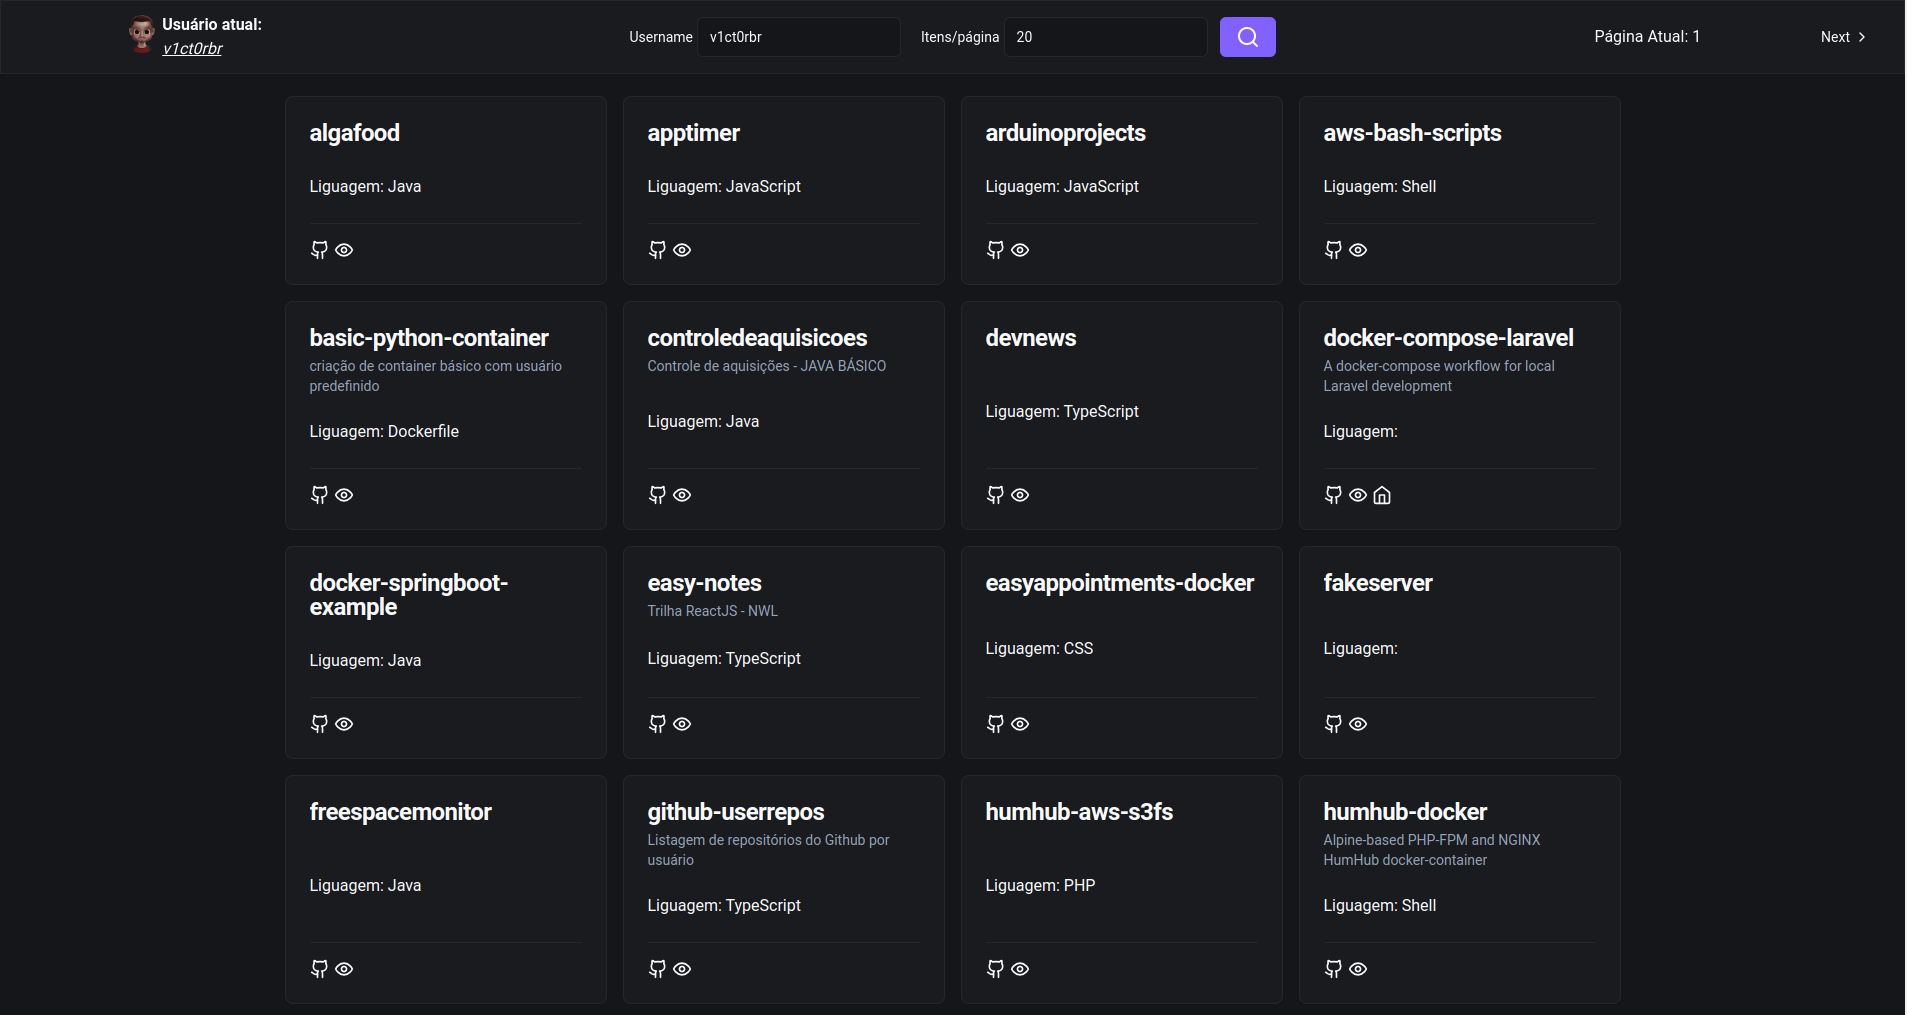 Usuário atual:
v1ct0rbr
Username v1ct0rbr Itens/página 20
Página Atual: 1
Next
algafood
Liguagem: Java
apptimer
Liguagem: JavaScript
arduinoprojects
Liguagem: JavaScript
aws-bash-scripts
Liguagem: Shell
basic-python-container
criação de container básico com usuário
predefinido
Liguagem: Dockerfile
controledeaquisicoes
Controle de aquisições - JAVA BÁSICO
Liguagem: Java
devnews
Liguagem: TypeScript
docker-compose-laravel
A docker-compose workflow for local
Laravel development
Liguagem:
docker-springboot-
example
Liguagem: Java
easy-notes
Trilha ReactJS - NWL
Liguagem: TypeScript
easyappointments-docker
Liguagem: CSS
fakeserver
Liguagem:
freespacemonitor
Liguagem: Java
github-userrepos
Listagem de repositórios do Github por
usuário
Liguagem: TypeScript
humhub-aws-s3fs
Liguagem: PHP
humhub-docker
Alpine-based PHP-FPM and NGINX
HumHub docker-container
Liguagem: Shell